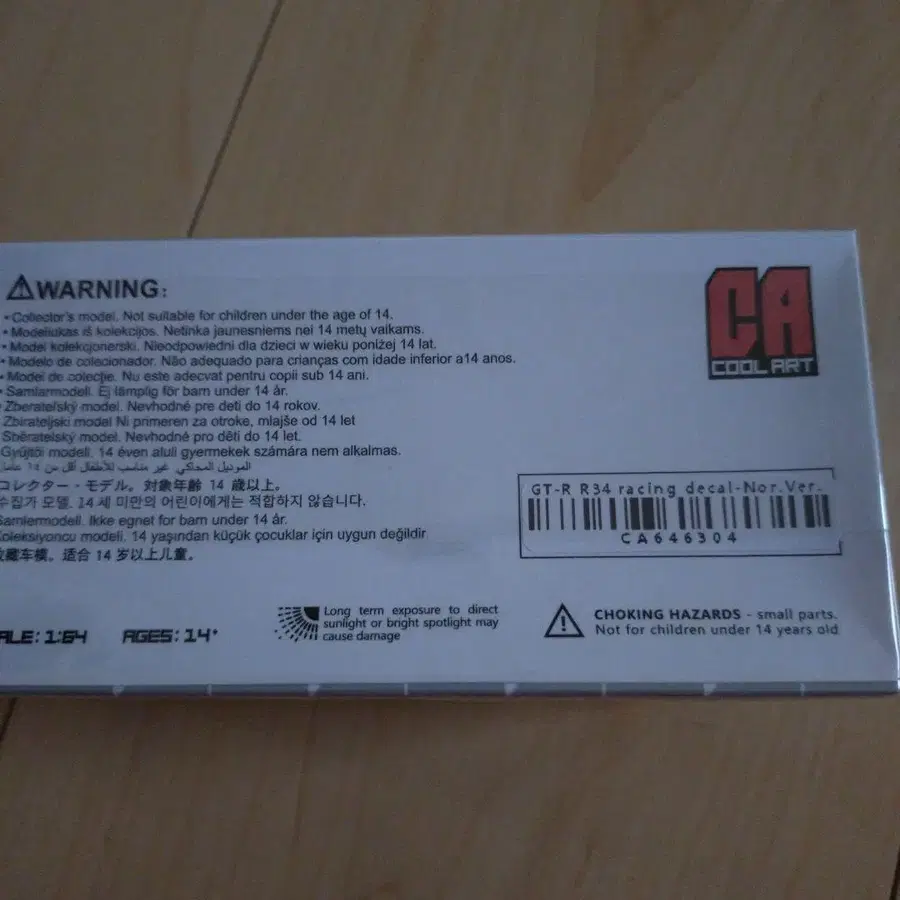 WARNING:
• Collector's model. Not suitable for children under the age of 14.
• Modeliukas iš kolekcijos. Netinka jaunesniems nei 14 metų vaikams.
• Model kolekcjonerski. Nieodpowiedni dla dzieci w wieku poniżej 14 lat.
• Modelo de colecionador. Não adequado para crianças com idade inferior a14 anos.
• Model de colecţie. Nu este adecvat pentru copii sub 14 ani.
• Samlarmodell. Ej lämplig för barn under 14 år.
• Zberateľský model. Nevhodné pre deti do 14 rokov.
Zbirateljski model Ni primeren za otroke, mlajše od 14 let
Sběratelský model. Nevhodné pro děti do 14 let.
Gyűjtői modell. 14 éven aluli gyermekek számára nem alkalmas.
الموديل المحاكي. غير مناسب للأطفال أقل من ١٤ عاما
コレクター・モデル。対象年齢 14 歳以上。
수집가 모델. 14 세 미만의 어린이에게는 적합하지 않습니다.
Samlermodell. Ikke egnet for barn under 14 år.
Koleksiyoncu modeli. 14 yaşından küçük çocuklar için uygun değildir
收藏车模。适合 14 岁以上儿童。
CA
COOL ART
GT-R R34 racing decal-Nor.Ver.
CA646304
ALE: 1:64 AGES: 14+
Long term exposure to direct
sunlight or bright spotlight may
cause damage
CHOKING HAZARDS - small parts.
Not for children under 14 years old